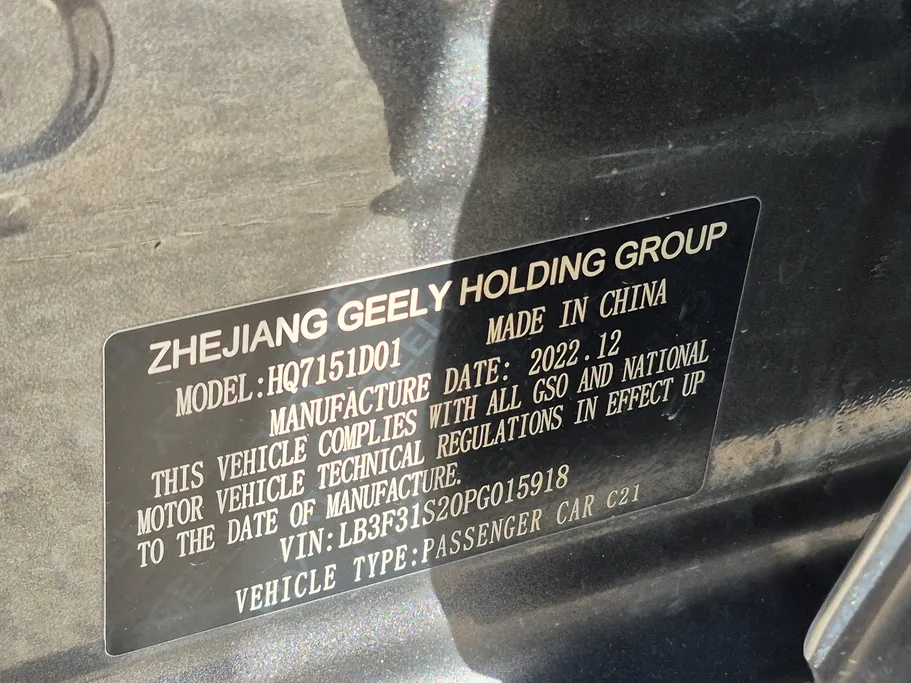 ZHEJIANG GEELY HOLDING GROUP
MADE IN CHINA
MODEL:HQ7151D01
MANUFACTURE DATE: 2022.12
THIS VEHICLE COMPLIES WITH ALL GSO AND NATIONAL
MOTOR VEHICLE TECHNICAL REGULATIONS IN EFFECT UP
TO THE DATE OF MANUFACTURE.
VIN:LB3F31S20PG015918
VEHICLE TYPE:PASSENGER CAR C21